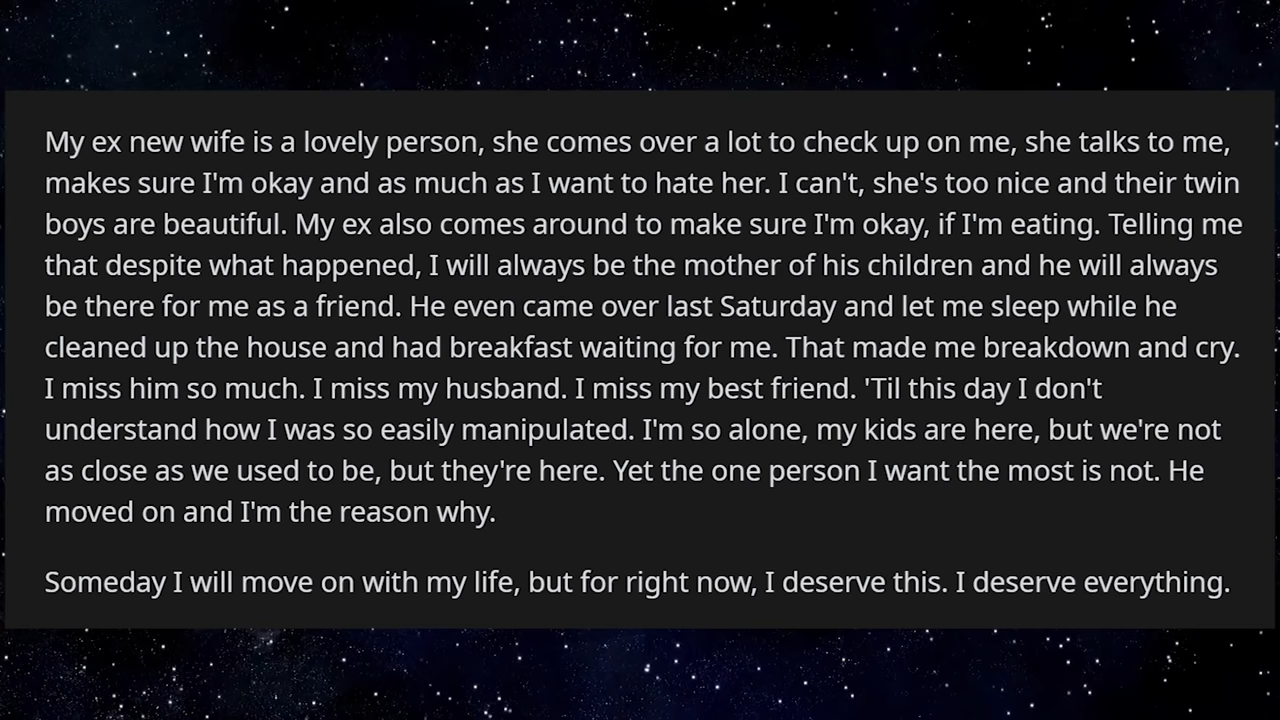 My ex new wife is a lovely person, she comes over a lot to check up on me, she talks to me,
makes sure I'm okay and as much as I want to hate her. I can't, she's too nice and their twin
boys are beautiful. My ex also comes around to make sure I'm okay, if I'm eating. Telling me
that despite what happened, I will always be the mother of his children and he will always
be there for me as a friend. He even came over last Saturday and let me sleep while he
cleaned up the house and had breakfast waiting for me. That made me breakdown and cry.
I miss him so much. I miss my husband. I miss my best friend. 'Til this day I don't
understand how I was so easily manipulated. I'm so alone, my kids are here, but we're not
as close as we used to be, but they're here. Yet the one person I want the most is not. He
moved on and I'm the reason why.
Someday I will move on with my life, but for right now, I deserve this. I deserve everything.